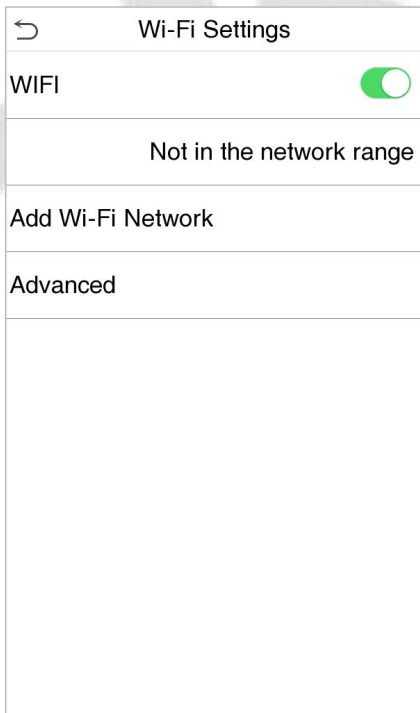 Wi-Fi Settings
WIFI
Not in the network range
Add Wi-Fi Network
Advanced